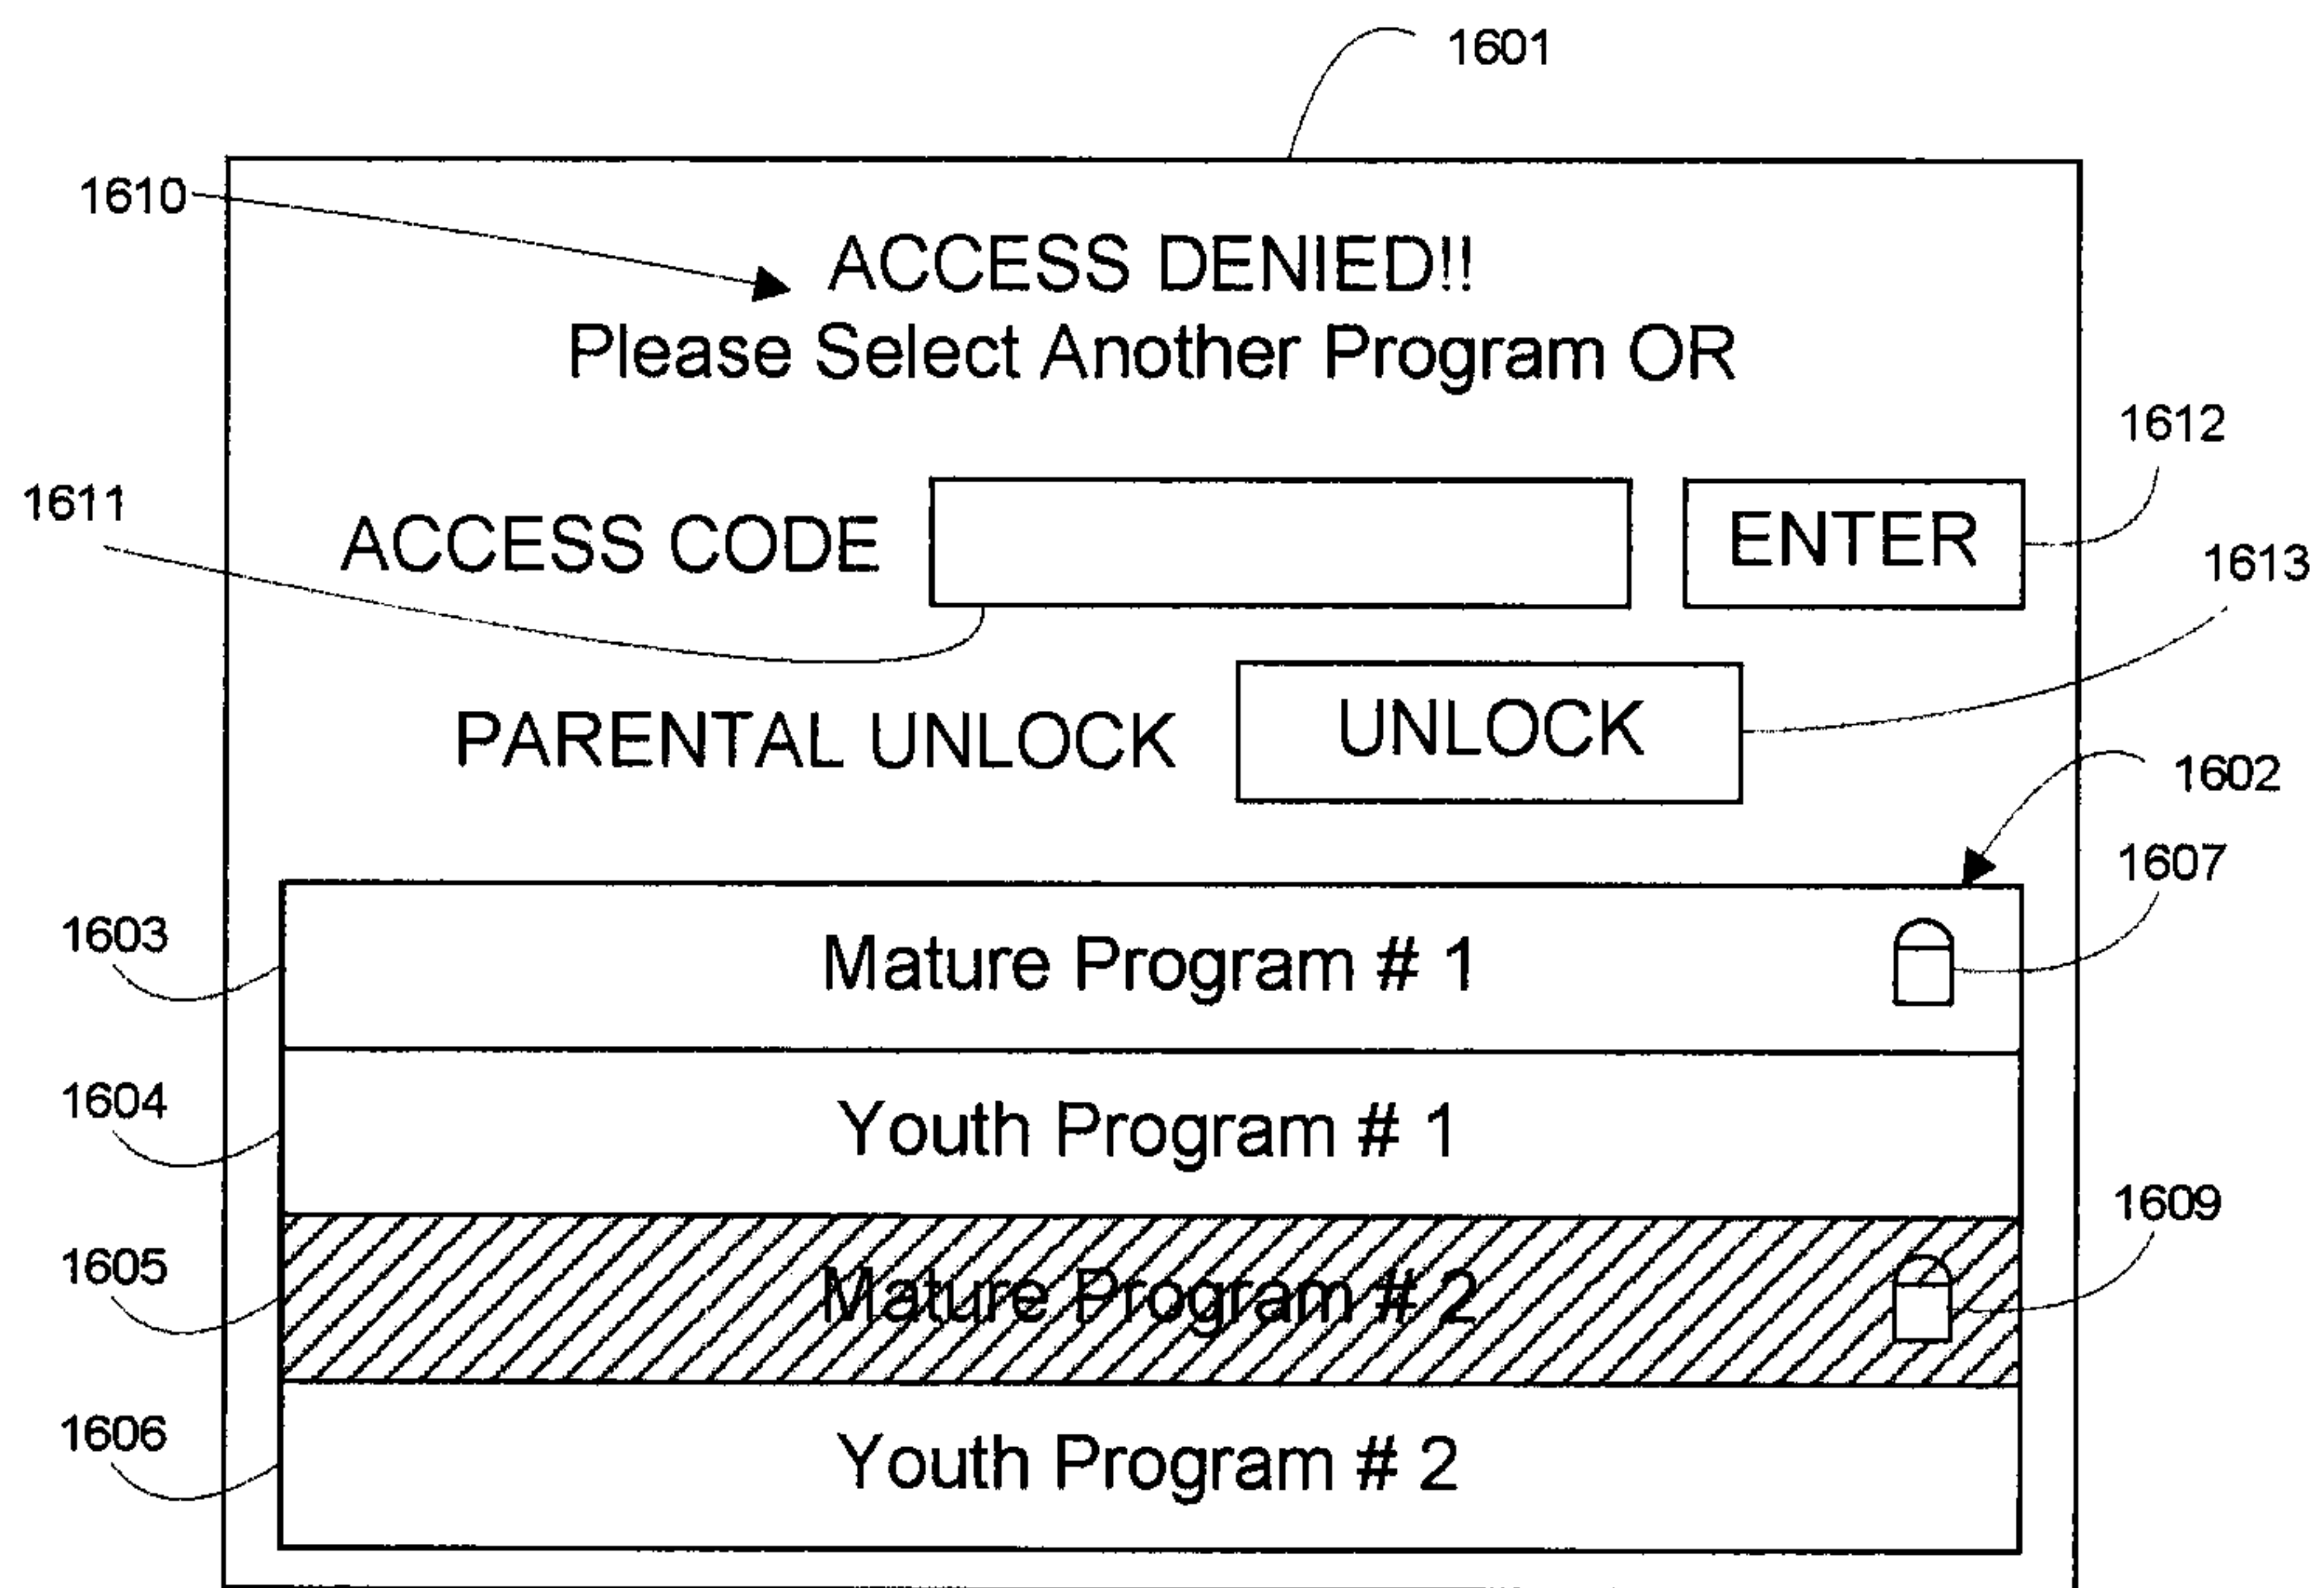 1601
1610
ACCESS DENIED!!
Please Select Another Program OR
1612
1611
ACCESS CODE
ENTER
1613
PARENTAL UNLOCK
UNLOCK
1602
1607
1603
Mature Program # 1
1604
Youth Program # 1
1609
1605
Mature Program # 2
1606
Youth Program # 2